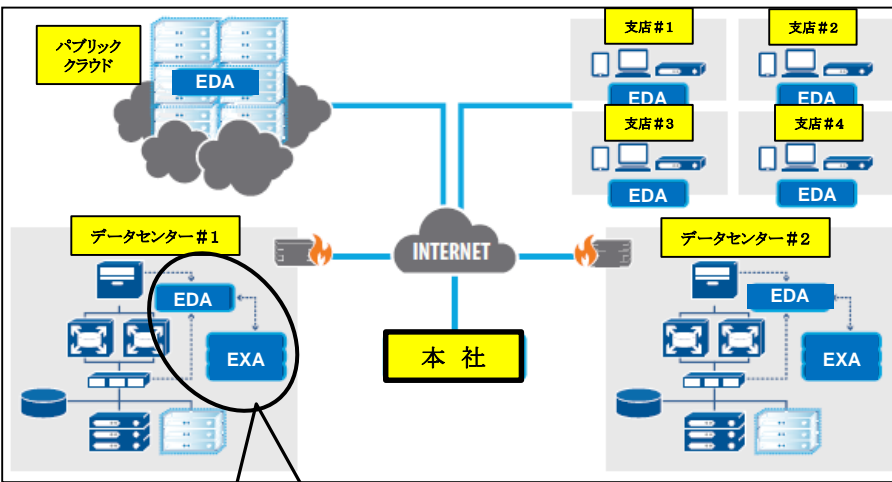 パブリック
クラウド
EDA
支店#1
EDA
支店#2
EDA
支店#3
EDA
支店#4
EDA
データセンター#1
EDA
EXA
INTERNET
本 社
データセンター#2
EDA
EXA